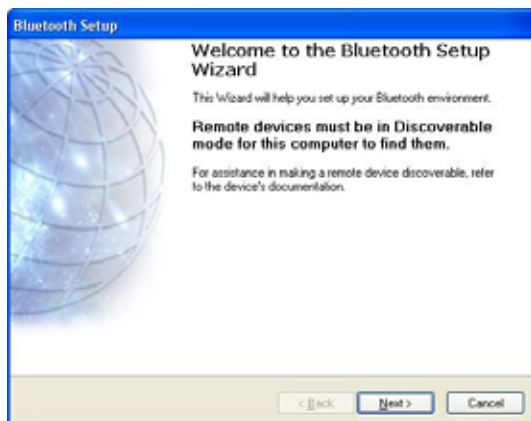 Bluetooth Setup
Welcome to the Bluetooth Setup
Wizard
This Wizard will help you set up your Bluetooth environment.
Remote devices must be in Discoverable
mode for this computer to find them.
For assistance in making a remote device discoverable, refer
to the device's documentation.
< Back
Next >
Cancel